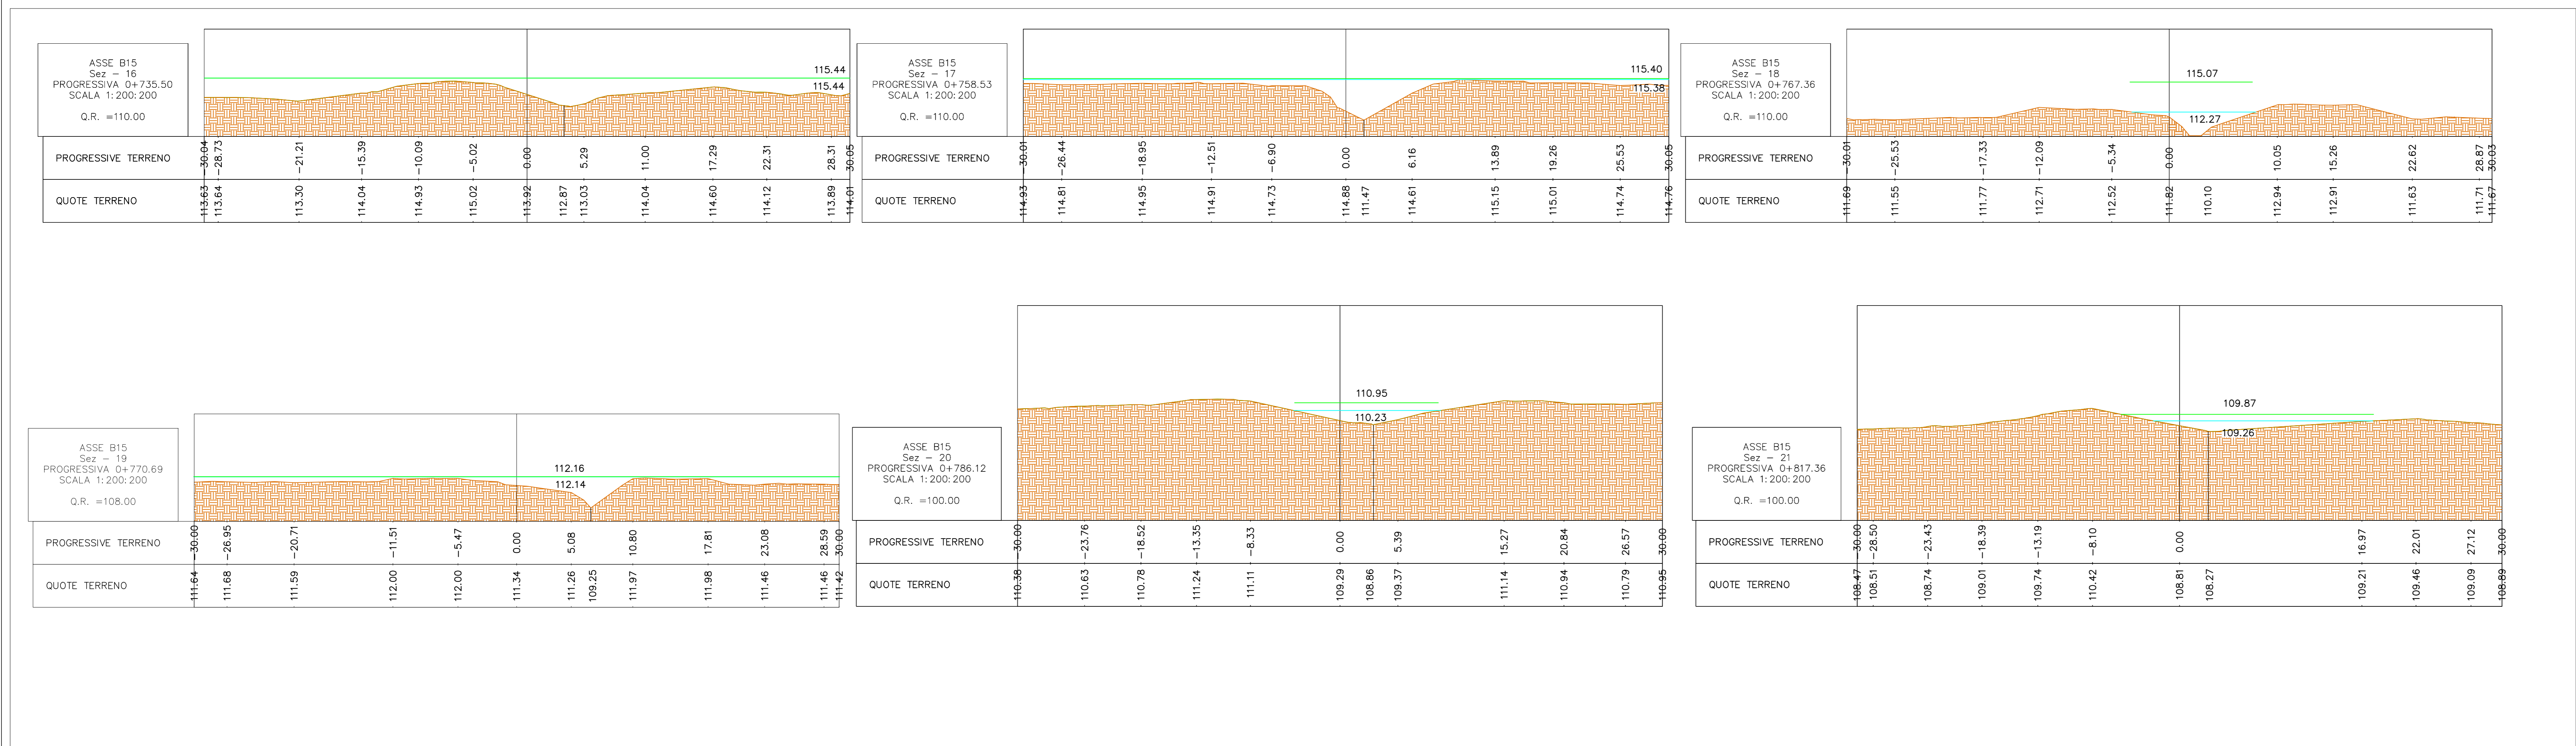 ASSE B15
Sez - 16
PROGRESSIVA 0+735.50
SCALA 1:200:200
Q.R. =110.00
115.44
115.44
PROGRESSIVE TERRENO
-30.04 -28.73 -21.21 -15.39 -10.09 -5.02 0.00 5.29 11.00 17.29 22.31 28.31 30.05
QUOTE TERRENO
113.63 113.64 113.30 114.04 114.93 115.02 113.92 112.87 113.03 114.04 114.60 114.12 113.89 114.01
ASSE B15
Sez - 17
PROGRESSIVA 0+758.53
SCALA 1:200:200
Q.R. =110.00
115.40
115.38
PROGRESSIVE TERRENO
-30.01 -26.44 -18.95 -12.51 -6.90 0.00 6.16 13.89 19.26 25.53 30.05
QUOTE TERRENO
114.93 114.81 114.95 114.91 114.73 114.88 111.47 114.61 115.15 115.01 114.74 114.76
ASSE B15
Sez - 18
PROGRESSIVA 0+767.36
SCALA 1:200:200
Q.R. =110.00
115.07
112.27
PROGRESSIVE TERRENO
-30.01 -25.53 -17.33 -12.09 -5.34 0.00 10.05 15.26 22.62 28.87 30.03
QUOTE TERRENO
111.69 111.55 111.77 112.71 112.52 111.82 110.10 112.94 112.91 111.63 111.71 111.67
ASSE B15
Sez - 19
PROGRESSIVA 0+770.69
SCALA 1:200:200
Q.R. =108.00
112.16
112.14
PROGRESSIVE TERRENO
-30.00 -26.95 -20.71 -11.51 -5.47 0.00 5.08 10.80 17.81 23.08 28.59 30.00
QUOTE TERRENO
111.64 111.68 111.59 112.00 112.00 111.34 111.26 109.25 111.97 111.98 111.46 111.46 111.42
ASSE B15
Sez - 20
PROGRESSIVA 0+786.12
SCALA 1:200:200
Q.R. =100.00
110.95
110.23
PROGRESSIVE TERRENO
-30.00 -23.76 -18.52 -13.35 -8.33 0.00 5.39 15.27 20.84 26.57 30.00
QUOTE TERRENO
110.38 110.63 110.78 111.24 111.11 109.29 108.86 109.37 111.14 110.94 110.79 110.95
ASSE B15
Sez - 21
PROGRESSIVA 0+817.36
SCALA 1:200:200
Q.R. =100.00
109.87
109.26
PROGRESSIVE TERRENO
-30.00 -28.50 -23.43 -18.39 -13.19 -8.10 0.00 16.97 22.01 27.12 30.00
QUOTE TERRENO
108.47 108.51 108.74 109.01 109.74 110.42 108.81 108.27 109.21 109.46 109.09 108.89